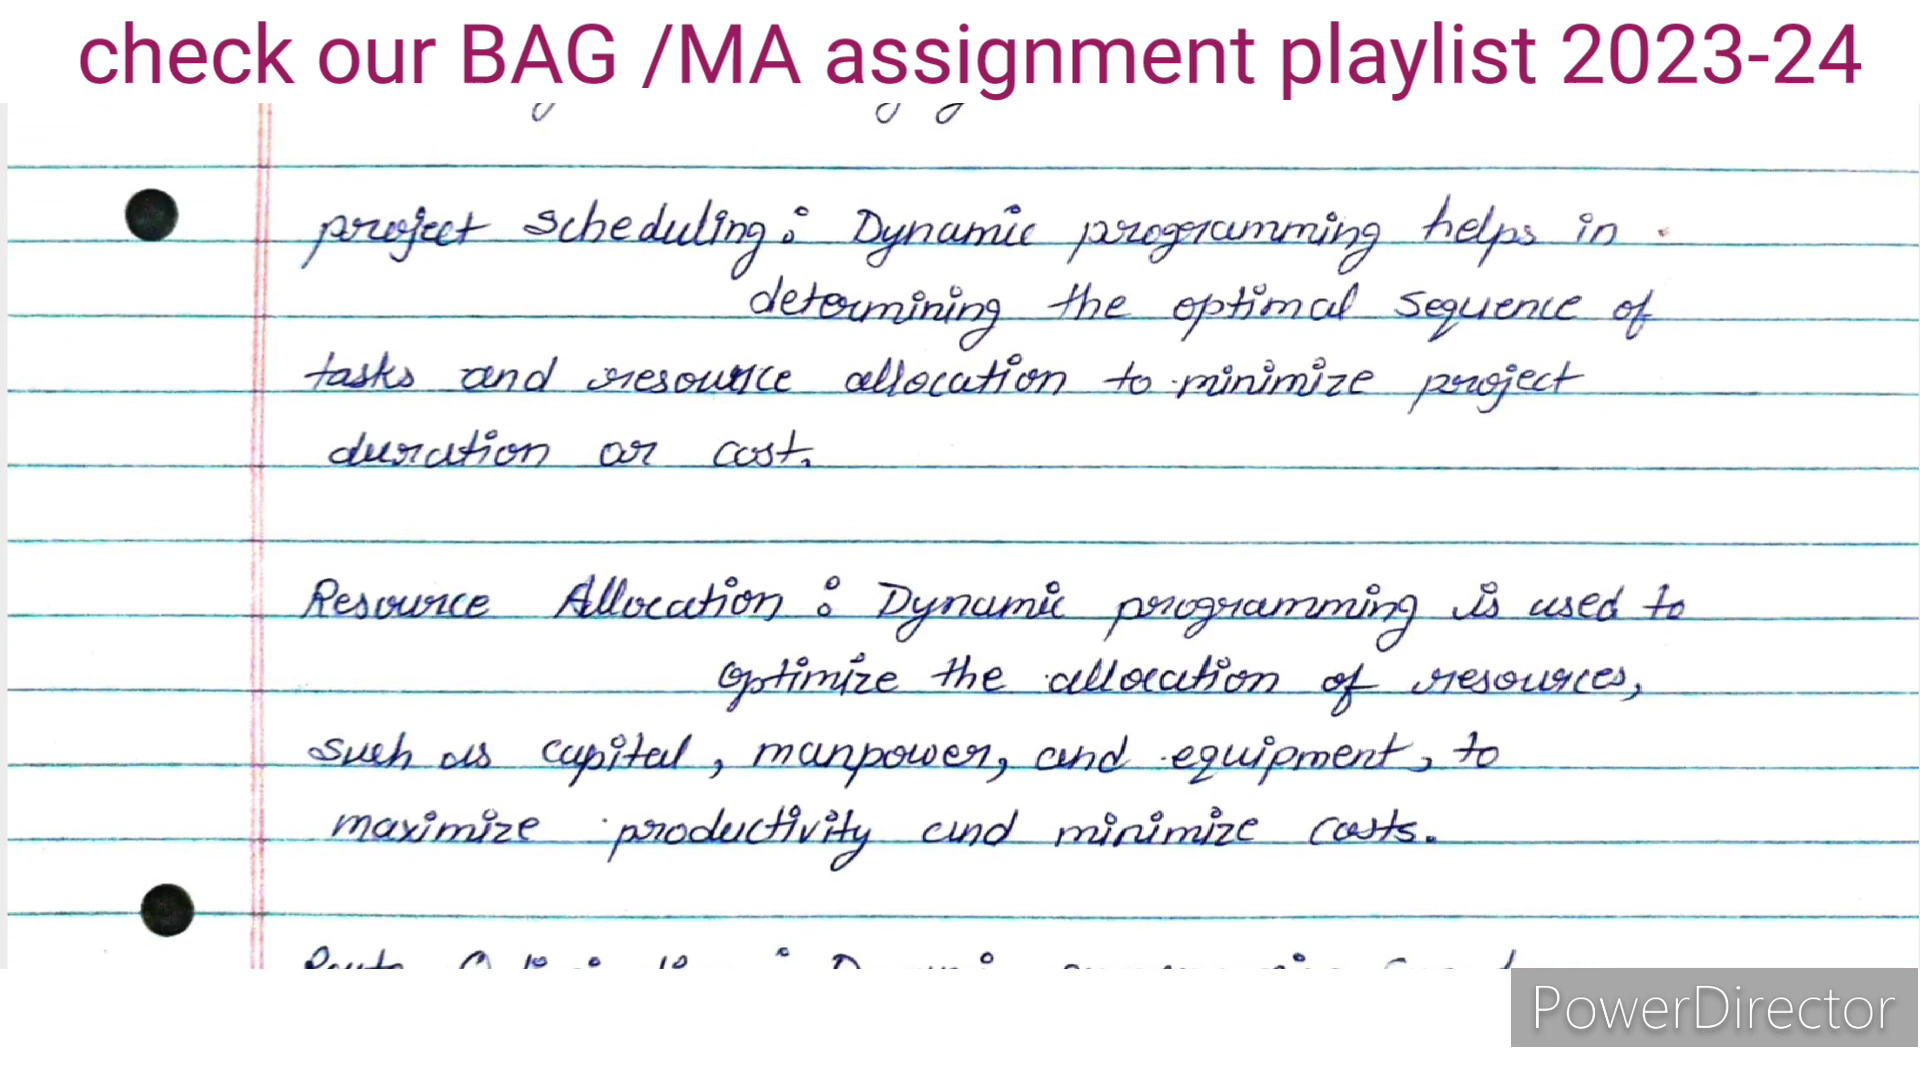 check our BAG /MA assignment playlist 2023-24
project scheduling: Dynamic programming helps in
determining the optimal sequence of
tasks and resource allocation to minimize project
duration or cost.
Resource Allocation: Dynamic programming is used to
optimize the allocation of resources,
such as capital, manpower, and equipment, to
maximize productivity and minimize costs.
PowerDirector